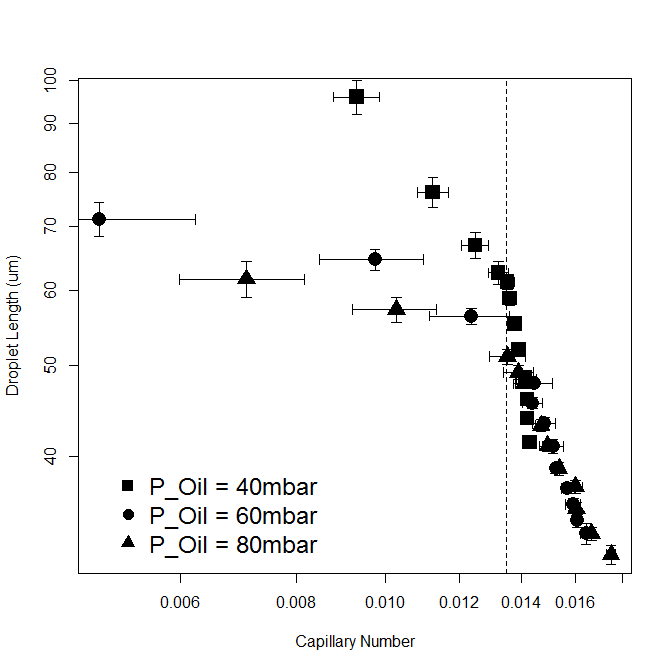 100
90
80
70
60
50
40
Droplet Length (um)
P_Oil = 40mbar
P_Oil = 60mbar
P_Oil = 80mbar
0.006 0.008 0.010 0.012 0.014 0.016
Capillary Number